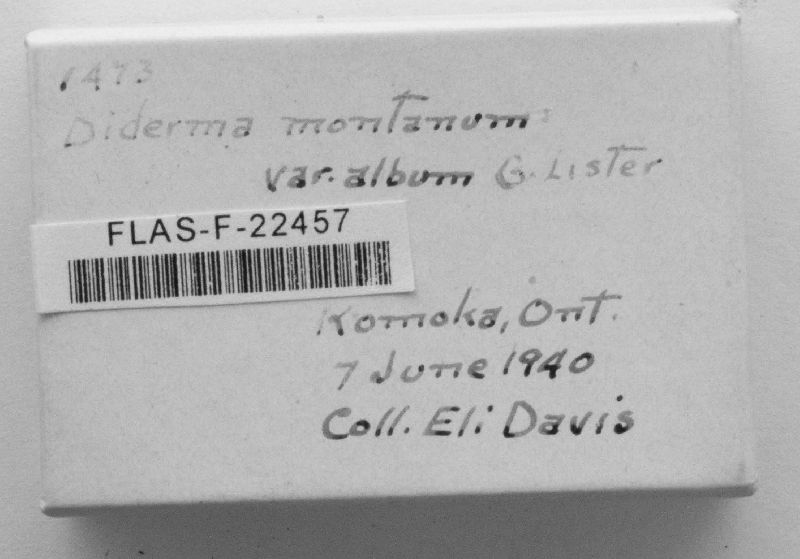 1473
Diderma montanum
var. album G. Lister
FLAS-F-22457
Komoka, Ont.
7 June 1940
Coll. Eli Davis